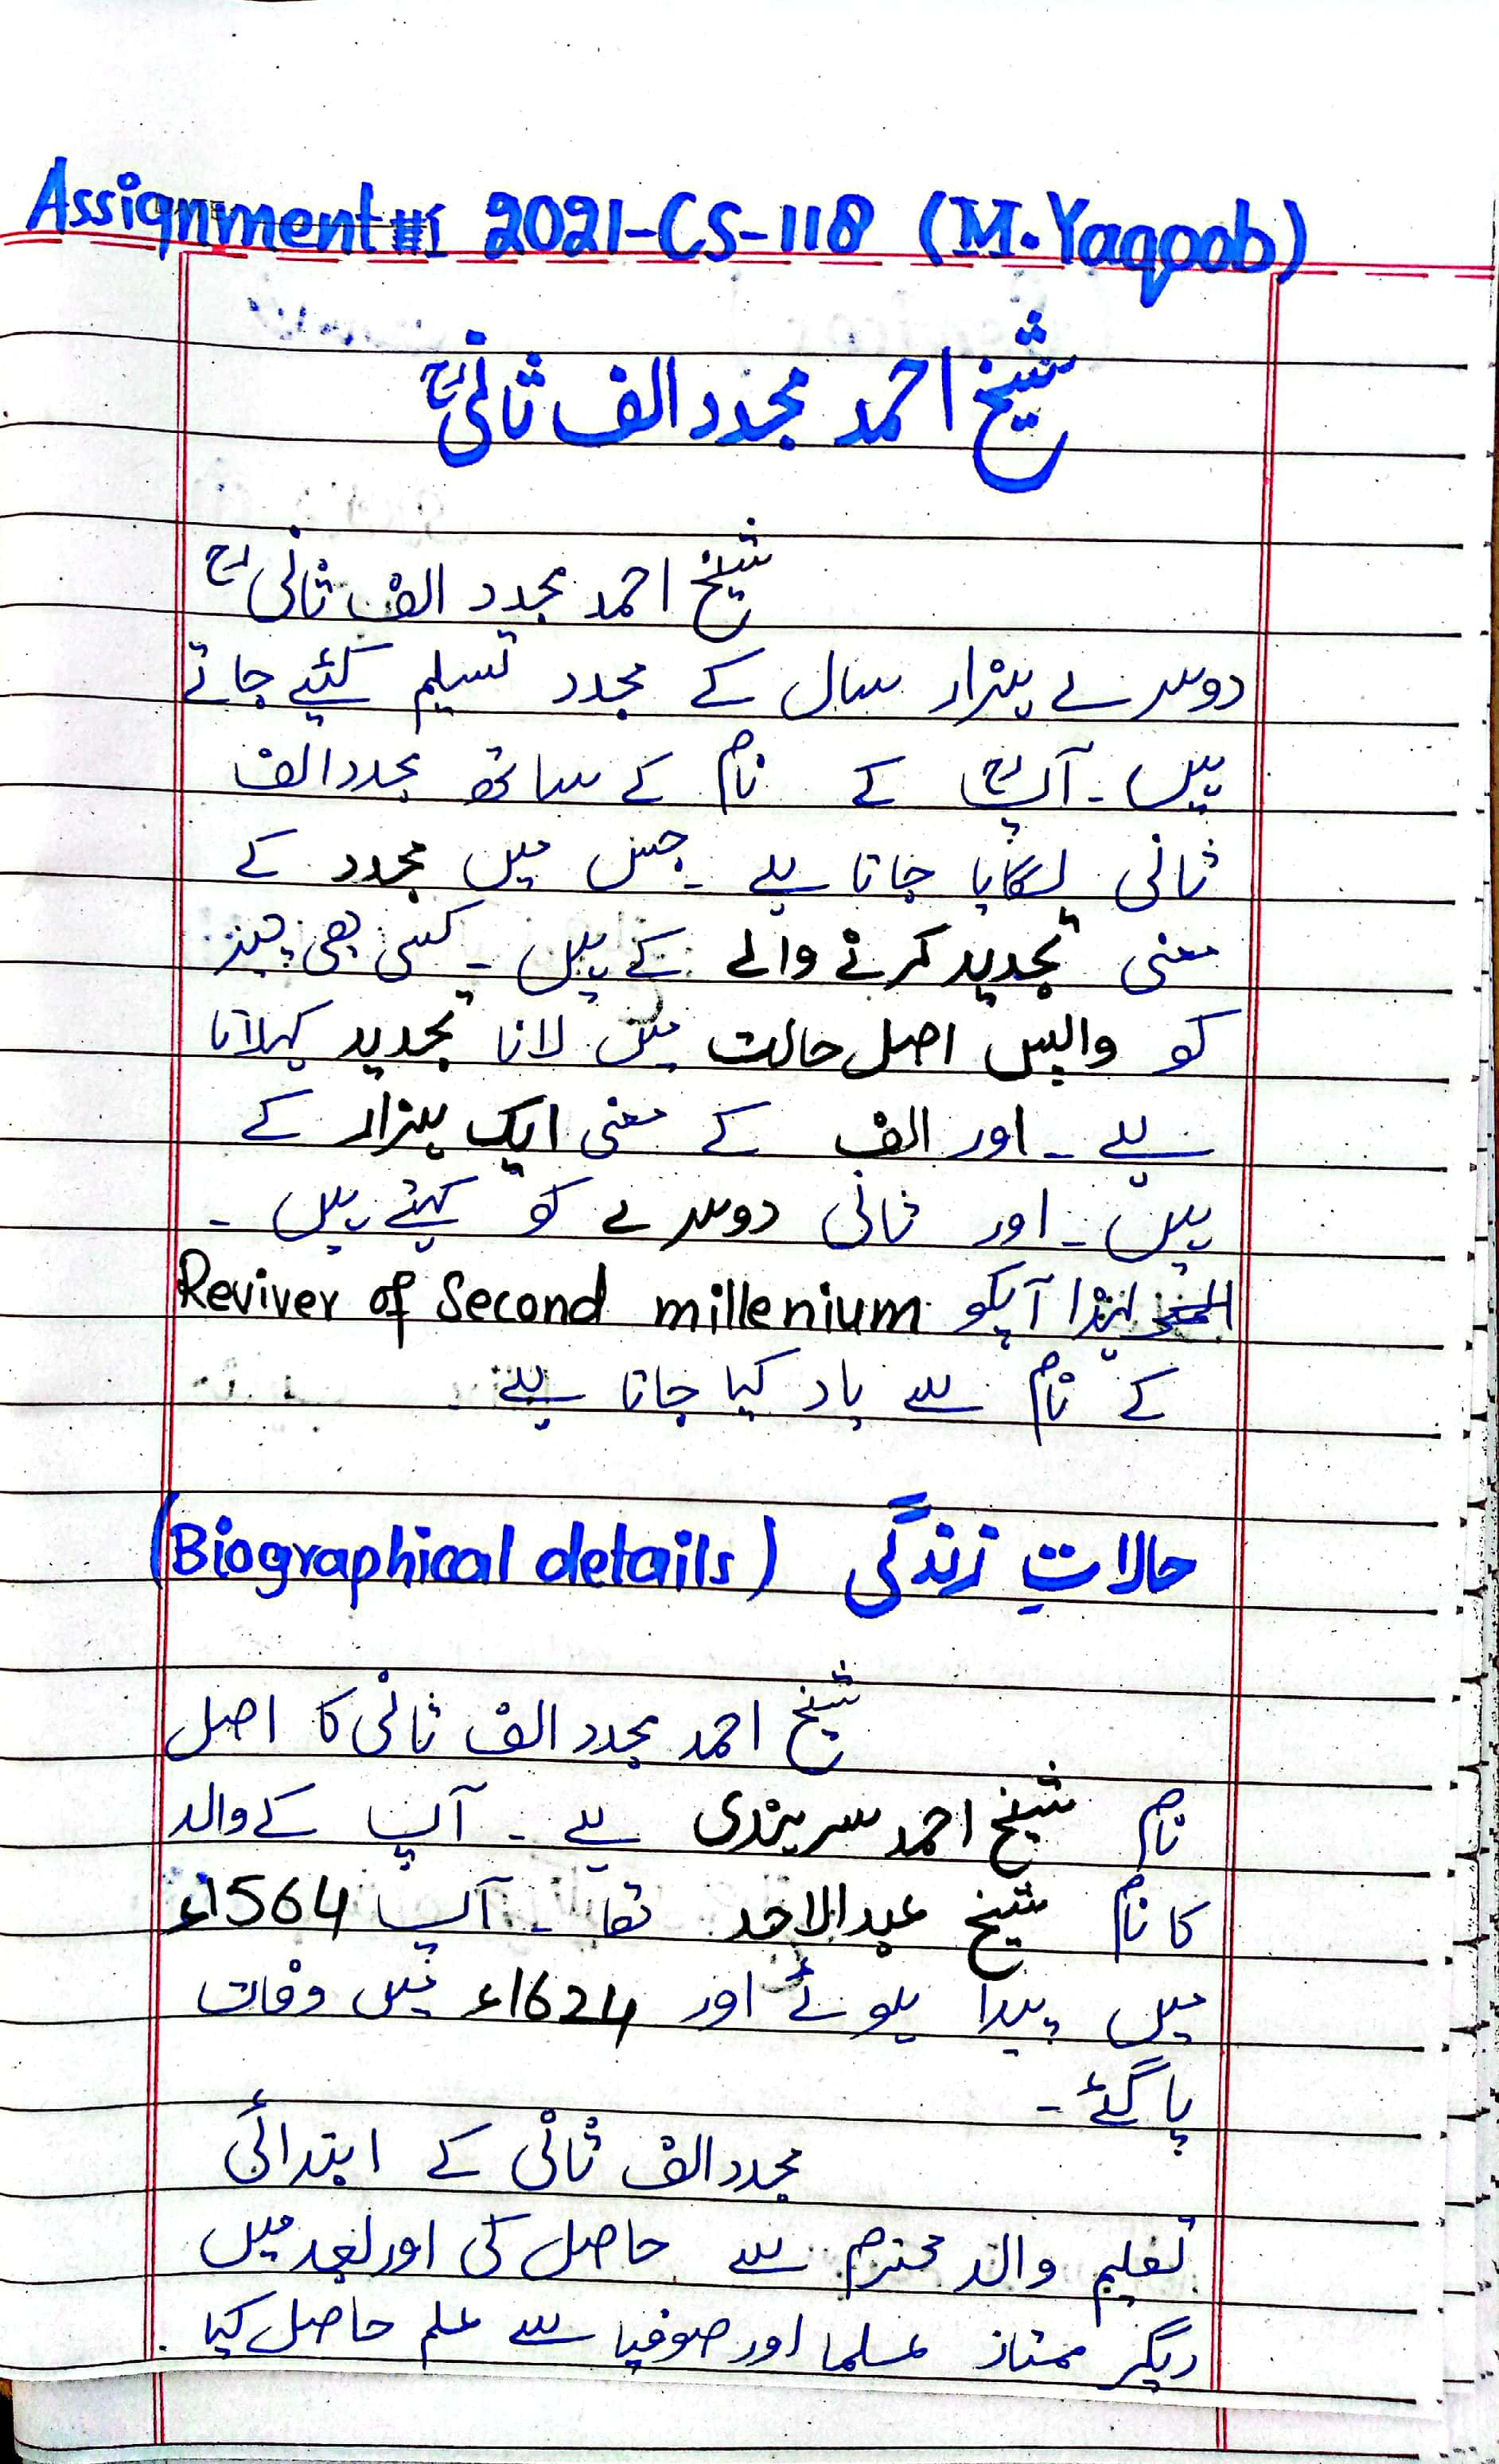 Assignment #1 2021-CS-118 (M. Yaqoob)
شیخ احمد مجدد الف ثانیؒ
شیخ احمد مجدد الف ثانیؒ
دوسرے ہزار سال کے مجدد تسلیم کئیے جاتے
ہیں۔ آپؒ کے نام کے ساتھ مجدد الف
ثانی لگایا جاتا ہے۔ جس میں مجدد کے
معنی تجدید کرنے والے کے ہیں۔ کسی بھی چیز
کو واپس اصل حالت میں لانا تجدید کہلاتا
ہے۔ اور الف کے معنی ایک ہزار کے
ہیں۔ اور ثانی دوسرے کو کہتے ہیں۔
لہٰذا آپکو Reviver of Second millenium
کے نام سے یاد کیا جاتا ہے
حالاتِ زندگی (Biographical details)
شیخ احمد مجدد الف ثانی کا اصل
نام شیخ احمد سرہندی ہے۔ آپ کے والد
کا نام شیخ عبدالاحد تھا۔ آپ 1564ء
میں پیدا ہوئے اور 1624ء میں وفات
پا گئے۔
مجدد الف ثانی کے ابتدائی
تعلیم والد محترم سے حاصل کی اور بعد میں
دیگر ممتاز علما اور صوفیا سے علم حاصل کیا۔